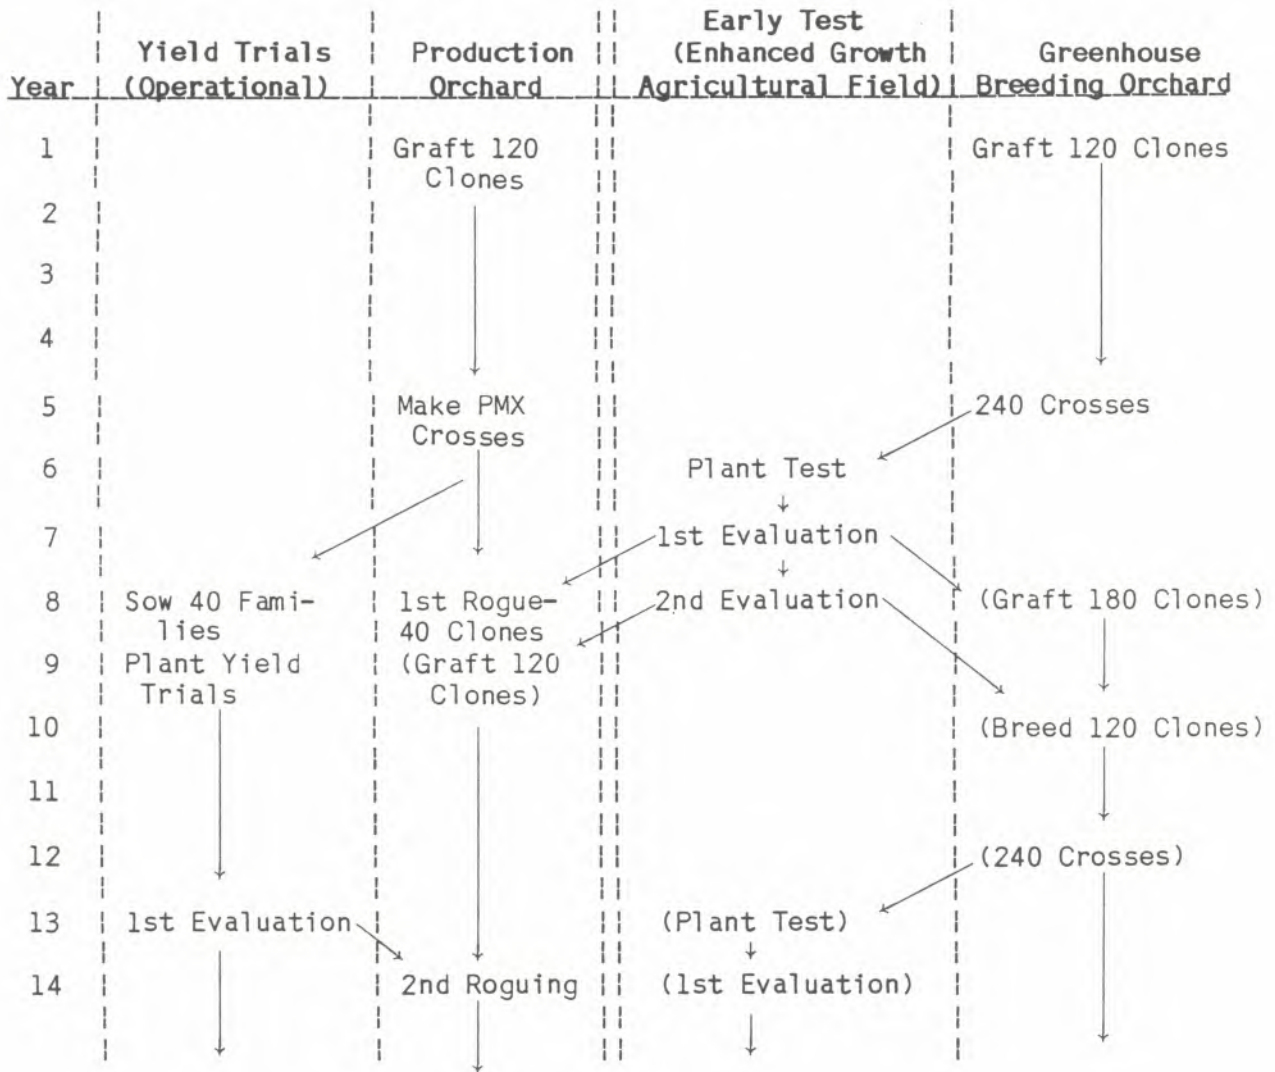 Early Test
Yield Trials Production (Enhanced Growth Greenhouse
Year (Operational) Orchard Agricultural Field) Breeding Orchard
1 Graft 120 Graft 120 Clones
Clones
2
3
4
5 Make PMX 240 Crosses
Crosses
6 Plant Test
7 1st Evaluation
8 Sow 40 Fami- 1st Rogue- 2nd Evaluation (Graft 180 Clones)
lies 40 Clones
9 Plant Yield (Graft 120
Trials Clones)
10 (Breed 120 Clones)
11
12 (240 Crosses)
13 1st Evaluation (Plant Test)
14 2nd Roguing (1st Evaluation)